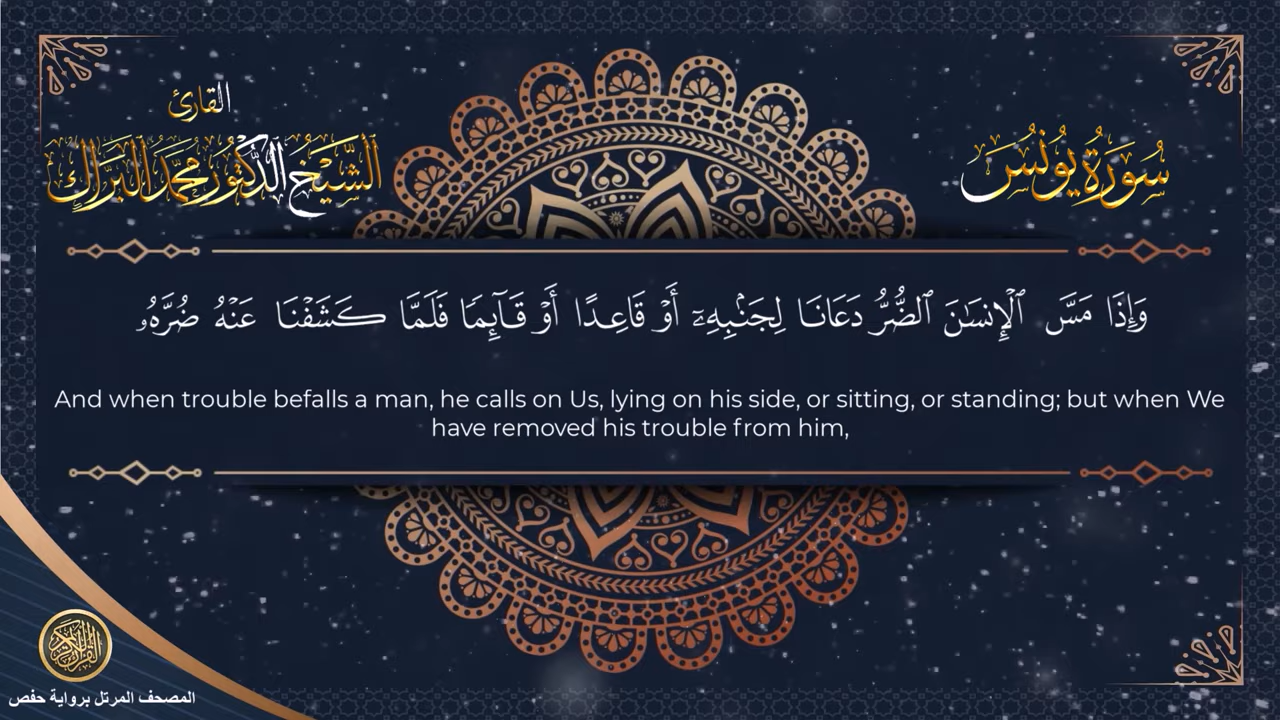 القارئ
الشيخ الدكتور محمد البراك
سورة يونس
وَإِذَا مَسَّ ٱلْإِنسَٰنَ ٱلضُّرُّ دَعَانَا لِجَنۢبِهِۦٓ أَوْ قَاعِدًا أَوْ قَآئِمًا فَلَمَّا كَشَفْنَا عَنْهُ ضُرَّهُۥ
And when trouble befalls a man, he calls on Us, lying on his side, or sitting, or standing; but when We
have removed his trouble from him,
القرآن الكريم
المصحف المرتل برواية حفص